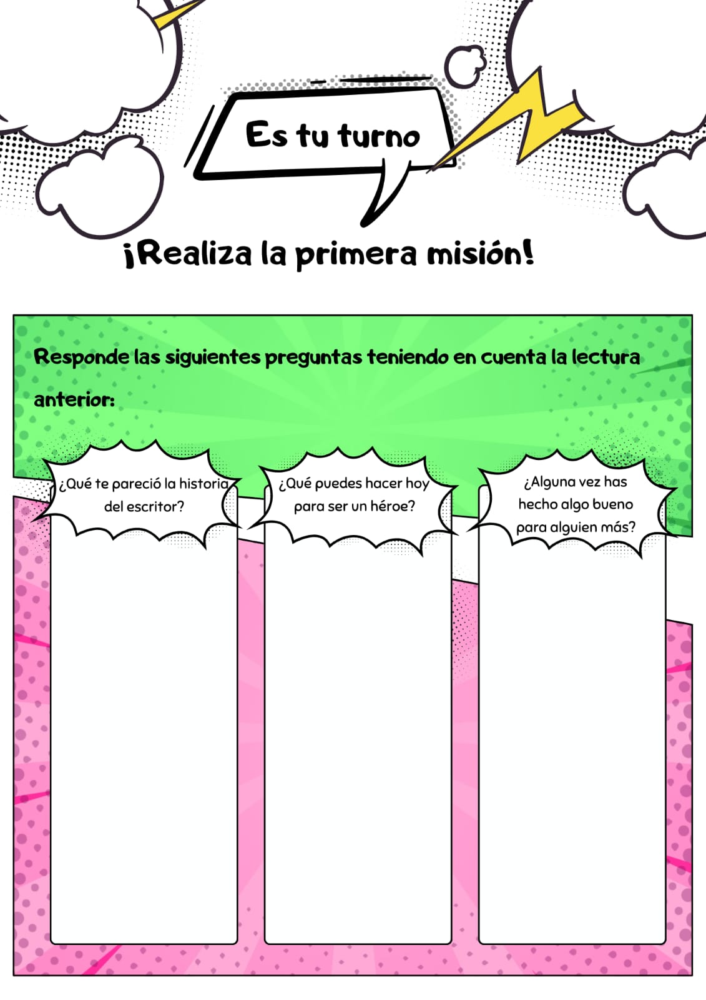 Es tu turno
¡Realiza la primera misión!
Responde las siguientes preguntas teniendo en cuenta la lectura
anterior:
¿Qué te pareció la historia
del escritor?
¿Qué puedes hacer hoy
para ser un héroe?
¿Alguna vez has
hecho algo bueno
para alguien más?